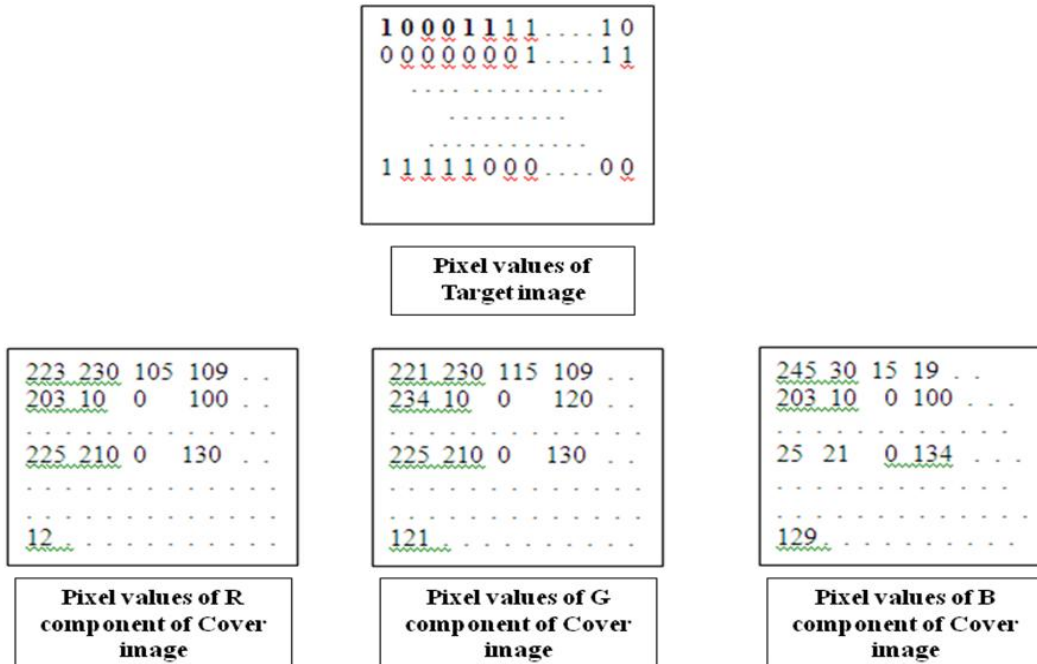 1 0 0 0 1 1 1 1 . . . . 1 0
0 0 0 0 0 0 0 1 . . . . 1 1
. . . . . . . . . . . . . .
. . . . . . . . .
. . . . . . . . . . . .
1 1 1 1 1 0 0 0 . . . . 0 0
Pixel values of
Target image
223 230 105 109 . .
203 10 0 100 . .
. . . . . . . . . . . . .
225 210 0 130 . .
. . . . . . . . . . . . .
. . . . . . . . . . . . .
12 . . . . . . . . . . .
Pixel values of R
component of Cover
image
221 230 115 109 . .
234 10 0 120 . .
. . . . . . . . . . . . .
225 210 0 130 . .
. . . . . . . . . . . . .
. . . . . . . . . . . . .
121 . . . . . . . . . .
Pixel values of G
component of Cover
image
245 30 15 19 . .
203 10 0 100 . . .
. . . . . . . . . . . . .
25 21 0 134 . . .
. . . . . . . . . . . . .
. . . . . . . . . . . . . .
129 . . . . . . . . . .
Pixel values of B
component of Cover
image